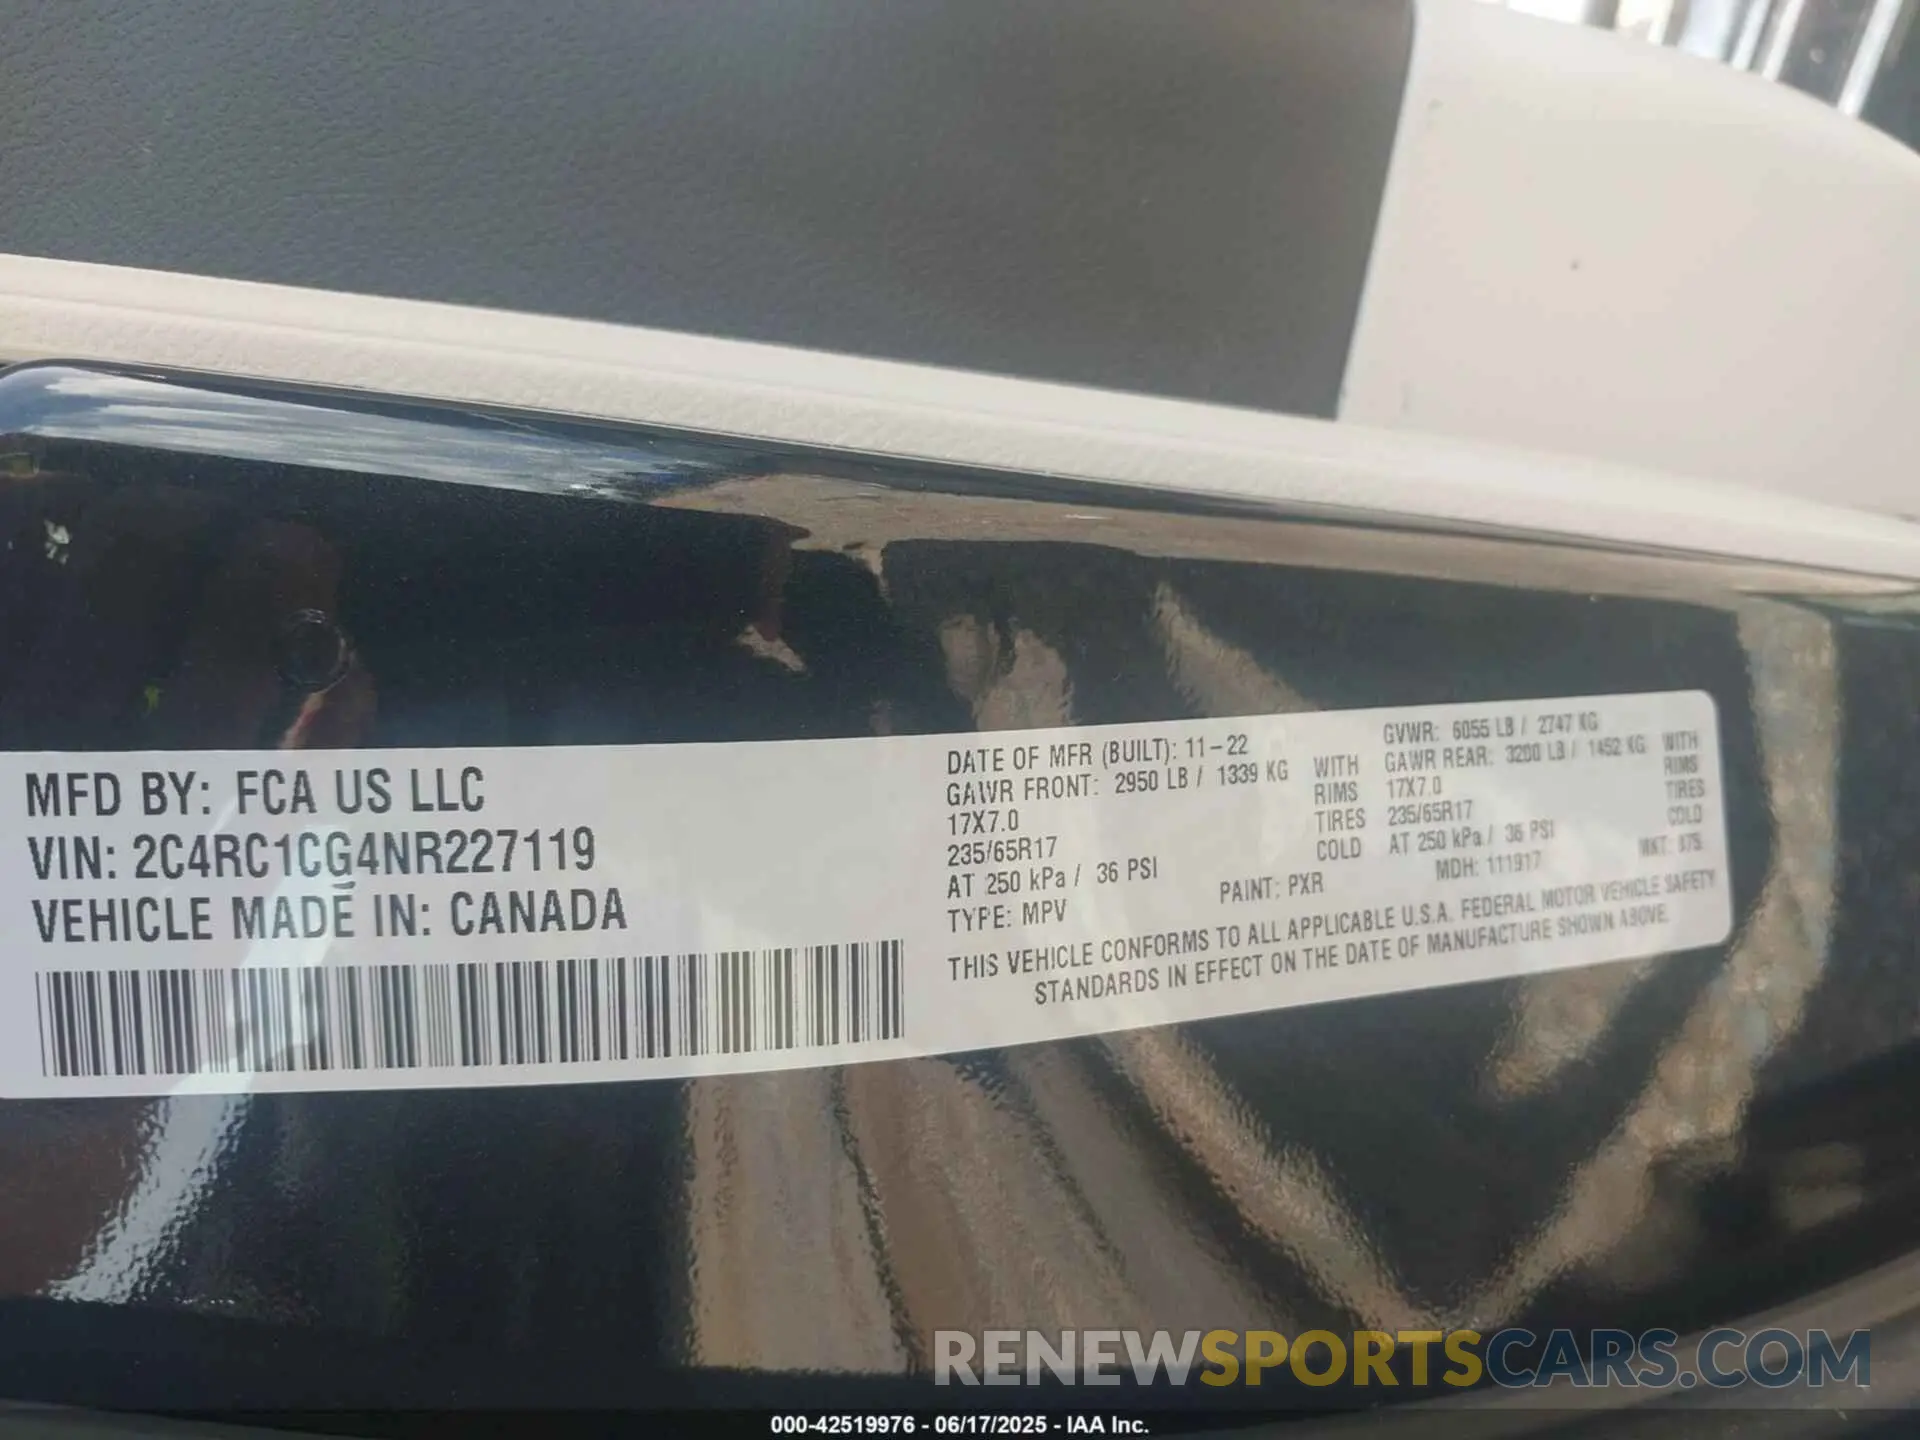 MFD BY: FCA US LLC
VIN: 2C4RC1CG4NR227119
VEHICLE MADE IN: CANADA
DATE OF MFR (BUILT): 11-22
GAWR FRONT: 2950 LB / 1339 KG WITH
17X7.0 RIMS
235/65R17 TIRES
AT 250 kPa / 36 PSI COLD
TYPE: MPV
PAINT: PXR
GVWR: 6055 LB / 2747 KG
GAWR REAR: 3200 LB / 1452 KG WITH
17X7.0 RIMS
235/65R17 TIRES
AT 250 kPa / 36 PSI COLD
MDH: 111917
THIS VEHICLE CONFORMS TO ALL APPLICABLE U.S.A. FEDERAL MOTOR VEHICLE SAFETY
STANDARDS IN EFFECT ON THE DATE OF MANUFACTURE SHOWN ABOVE.
RENEWSPORTSCARS.COM
000-42519976 - 06/17/2025 - IAA Inc.